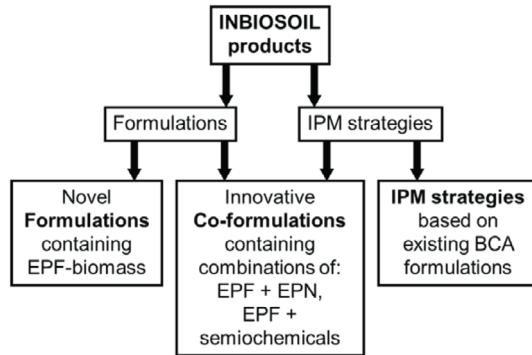 INBIOSOIL
products
Formulations
IPM strategies
Novel
Formulations
containing
EPF-biomass
Innovative
Co-formulations
containing
combinations of:
EPF + EPN,
EPF +
semiochemicals
IPM strategies
based on
existing BCA
formulations